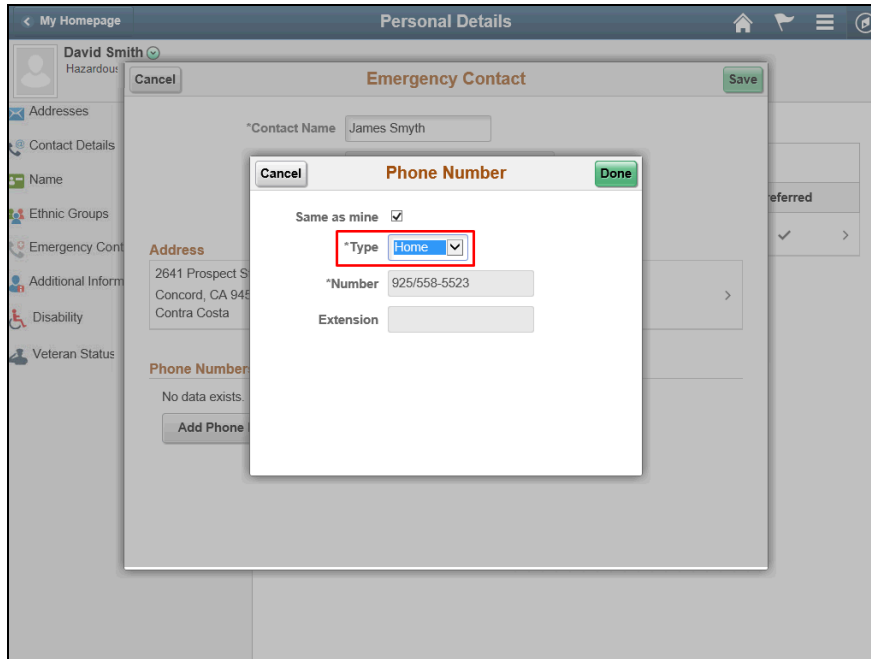 My Homepage
Personal Details
David Smith
Hazardous
Cancel
Emergency Contact
Save
Addresses
Contact Details
Name
Ethnic Groups
Emergency Cont
Additional Inform
Disability
Veteran Status
*Contact Name James Smyth
Cancel
Phone Number
Done
Same as mine
*Type Home
*Number 925/558-5523
Extension
eferred
Address
2641 Prospect S
Concord, CA 945
Contra Costa
Phone Number
No data exists.
Add Phone